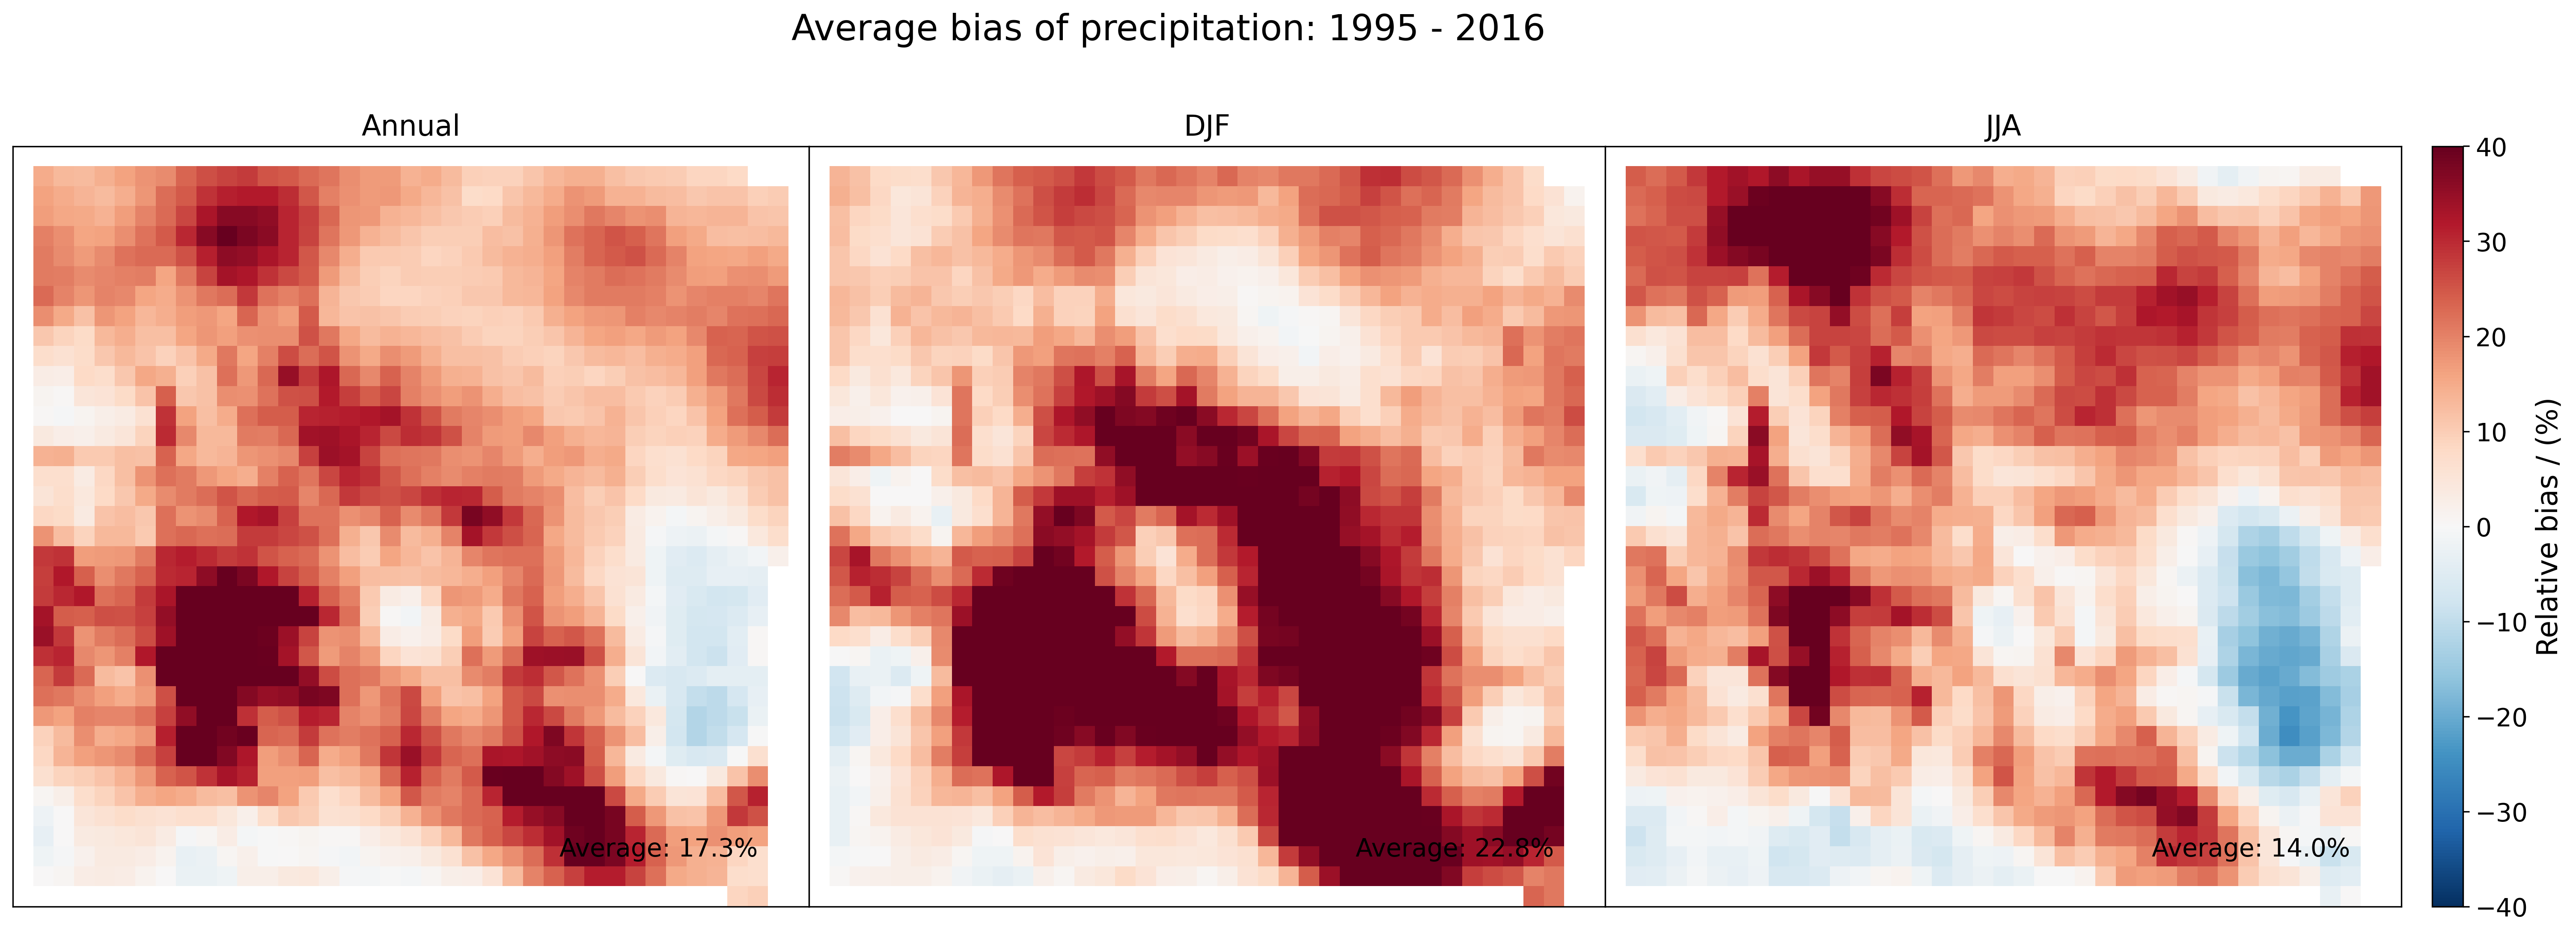 Average bias of precipitation: 1995 - 2016
Annual
DJF
JJA
Average: 17.3%
Average: 22.8%
Average: 14.0%
40
30
20
10
0
−10
−20
−30
−40
Relative bias / (%)